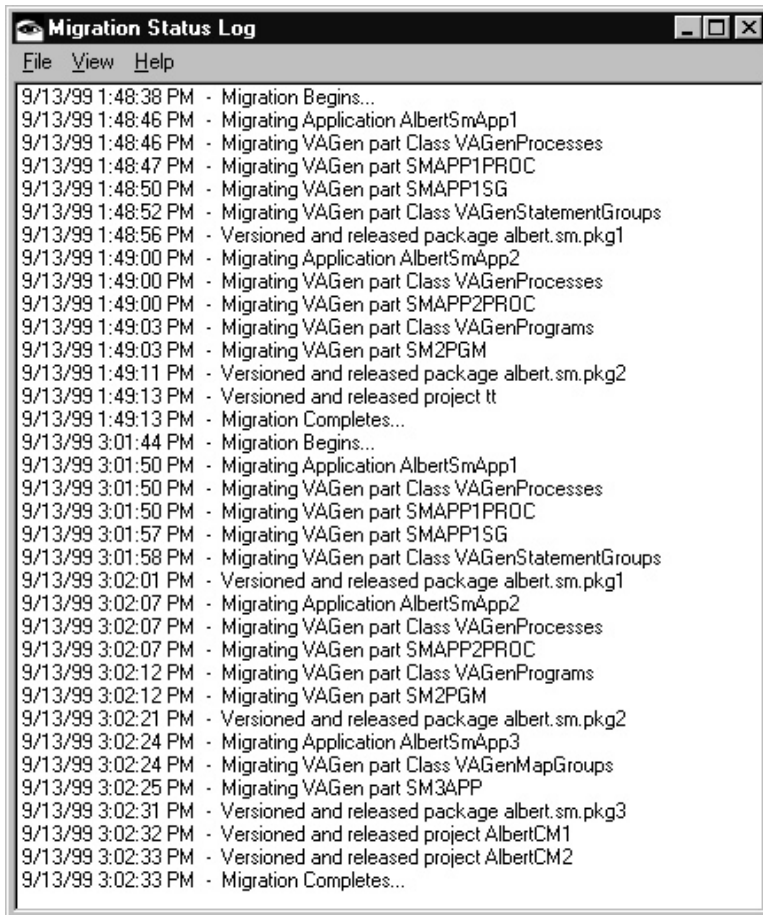 Migration Status Log
File View Help
9/13/99 1:48:38 PM - Migration Begins...
9/13/99 1:48:46 PM - Migrating Application AlbertSmApp1
9/13/99 1:48:46 PM - Migrating VAGen part Class VAGenProcesses
9/13/99 1:48:47 PM - Migrating VAGen part SMAPP1PROC
9/13/99 1:48:50 PM - Migrating VAGen part SMAPP1SG
9/13/99 1:48:52 PM - Migrating VAGen part Class VAGenStatementGroups
9/13/99 1:48:56 PM - Versioned and released package albert.sm.pkg1
9/13/99 1:49:00 PM - Migrating Application AlbertSmApp2
9/13/99 1:49:00 PM - Migrating VAGen part Class VAGenProcesses
9/13/99 1:49:00 PM - Migrating VAGen part SMAPP2PROC
9/13/99 1:49:03 PM - Migrating VAGen part Class VAGenPrograms
9/13/99 1:49:03 PM - Migrating VAGen part SM2PGM
9/13/99 1:49:11 PM - Versioned and released package albert.sm.pkg2
9/13/99 1:49:13 PM - Versioned and released project tt
9/13/99 1:49:13 PM - Migration Completes...
9/13/99 3:01:44 PM - Migration Begins...
9/13/99 3:01:50 PM - Migrating Application AlbertSmApp1
9/13/99 3:01:50 PM - Migrating VAGen part Class VAGenProcesses
9/13/99 3:01:50 PM - Migrating VAGen part SMAPP1PROC
9/13/99 3:01:57 PM - Migrating VAGen part SMAPP1SG
9/13/99 3:01:58 PM - Migrating VAGen part Class VAGenStatementGroups
9/13/99 3:02:01 PM - Versioned and released package albert.sm.pkg1
9/13/99 3:02:07 PM - Migrating Application AlbertSmApp2
9/13/99 3:02:07 PM - Migrating VAGen part Class VAGenProcesses
9/13/99 3:02:07 PM - Migrating VAGen part SMAPP2PROC
9/13/99 3:02:12 PM - Migrating VAGen part Class VAGenPrograms
9/13/99 3:02:12 PM - Migrating VAGen part SM2PGM
9/13/99 3:02:21 PM - Versioned and released package albert.sm.pkg2
9/13/99 3:02:24 PM - Migrating Application AlbertSmApp3
9/13/99 3:02:24 PM - Migrating VAGen part Class VAGenMapGroups
9/13/99 3:02:25 PM - Migrating VAGen part SM3APP
9/13/99 3:02:31 PM - Versioned and released package albert.sm.pkg3
9/13/99 3:02:32 PM - Versioned and released project AlbertCM1
9/13/99 3:02:33 PM - Versioned and released project AlbertCM2
9/13/99 3:02:33 PM - Migration Completes...